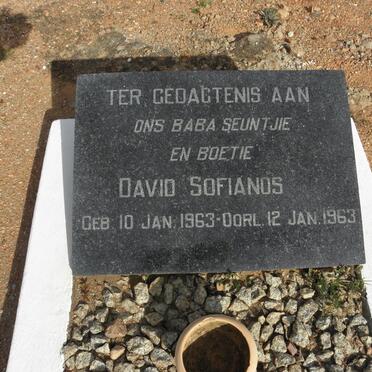 TER GEDAGTENIS AAN
ONS BABA SEUNTJIE
EN BOETIE
DAVID SOFIANOS
GEB 10 JAN. 1963-OORL. 12 JAN. 1963